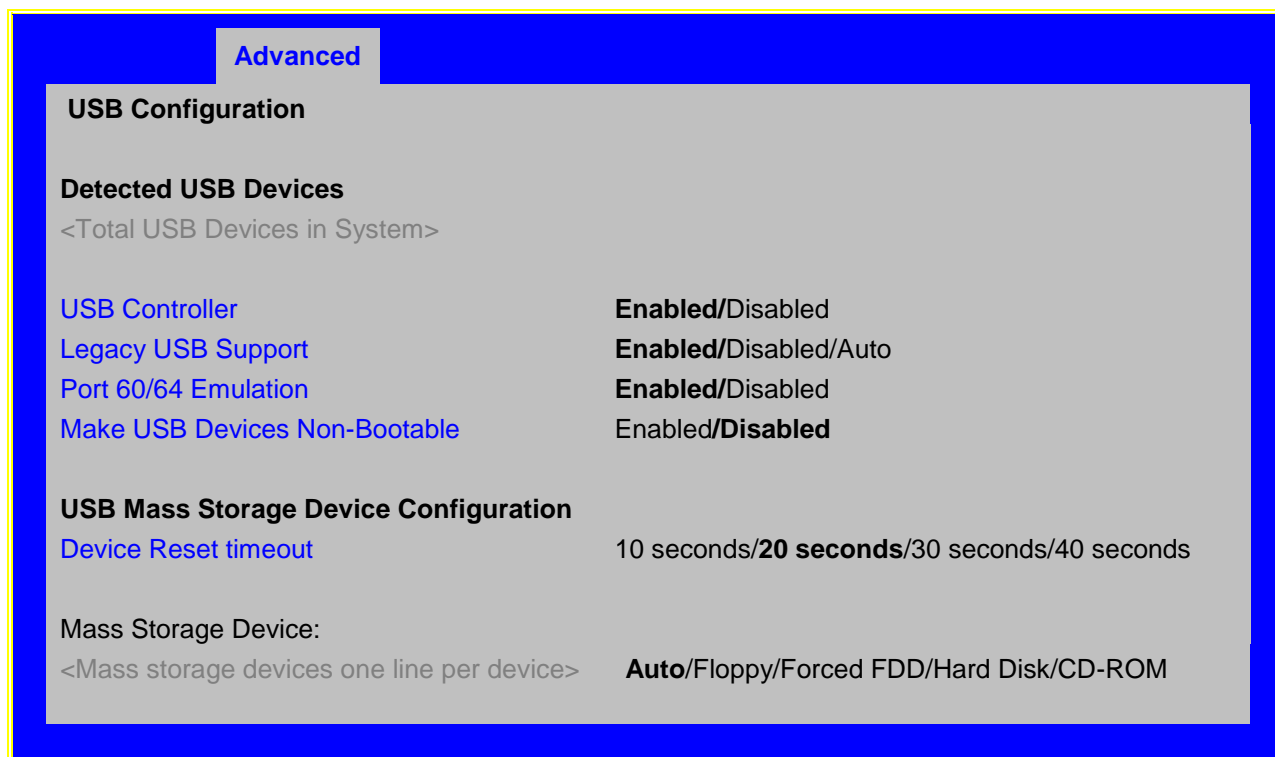 Advanced
USB Configuration
Detected USB Devices
<Total USB Devices in System>
USB Controller Enabled/Disabled
Legacy USB Support Enabled/Disabled/Auto
Port 60/64 Emulation Enabled/Disabled
Make USB Devices Non-Bootable Enabled/Disabled
USB Mass Storage Device Configuration
Device Reset timeout 10 seconds/20 seconds/30 seconds/40 seconds
Mass Storage Device:
<Mass storage devices one line per device> Auto/Floppy/Forced FDD/Hard Disk/CD-ROM